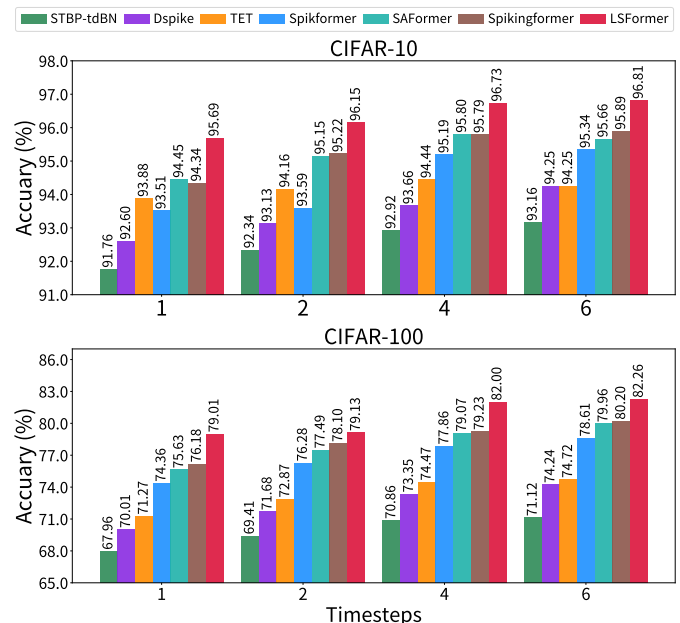 STBP-tdBN Dspike TET Spikformer SAFormer Spikingformer LSFormer
CIFAR-10
Accuary (%)
98.0
97.0
96.0
95.0
94.0
93.0
92.0
91.0
91.76 92.60 93.88 93.51 94.45 94.34 95.69
92.34 93.13 94.16 93.59 95.15 95.22 96.15
92.92 93.66 94.44 95.19 95.80 95.79 96.73
93.16 94.25 94.25 95.34 95.66 95.89 96.81
1 2 4 6
CIFAR-100
Accuary (%)
86.0
83.0
80.0
77.0
74.0
71.0
68.0
65.0
67.96 70.01 71.27 74.36 75.63 76.18 79.01
69.41 71.68 72.87 76.28 77.49 78.10 79.13
70.86 73.35 74.47 77.86 79.07 79.23 82.00
71.12 74.24 74.72 78.61 79.96 80.20 82.26
1 2 4 6
Timesteps